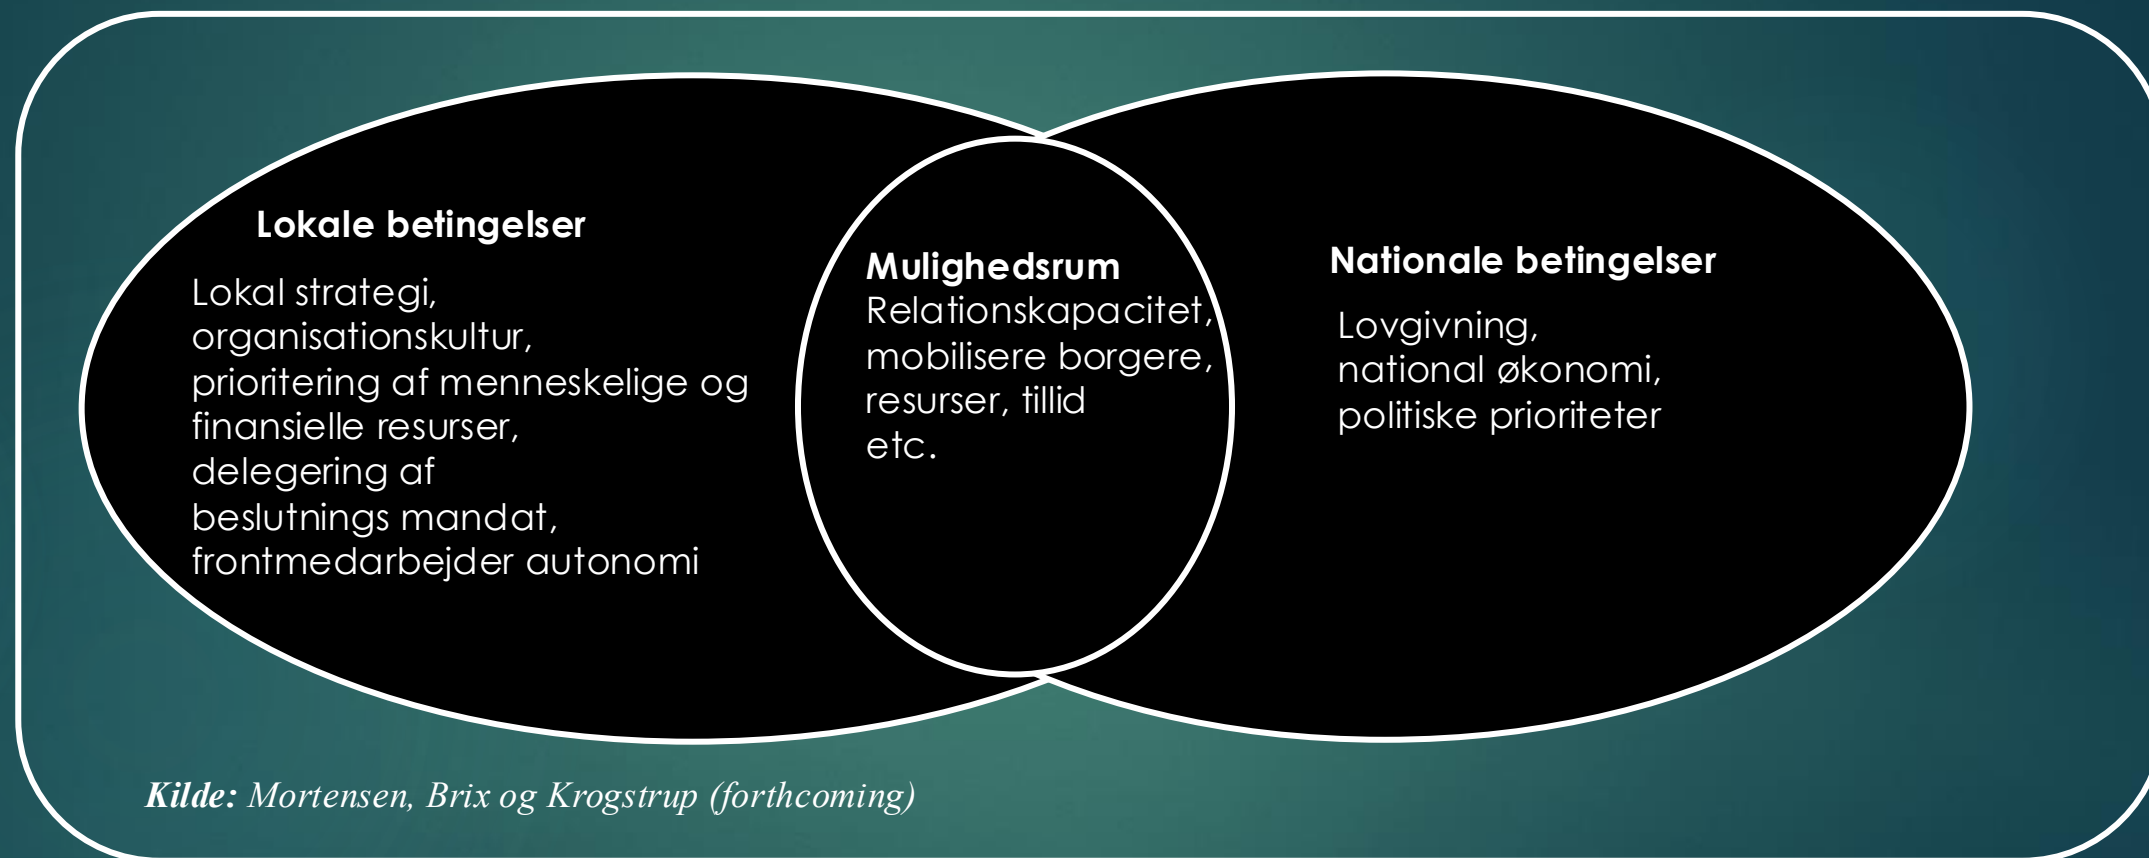 Lokale betingelser
Lokal strategi,
organisationskultur,
prioritering af menneskelige og
finansielle resurser,
delegering af
beslutnings mandat,
frontmedarbejder autonomi
Mulighedsrum
Relationskapacitet,
mobilisere borgere,
resurser, tillid
etc.
Nationale betingelser
Lovgivning,
national økonomi,
politiske prioriteter
Kilde: Mortensen, Brix og Krogstrup (forthcoming)